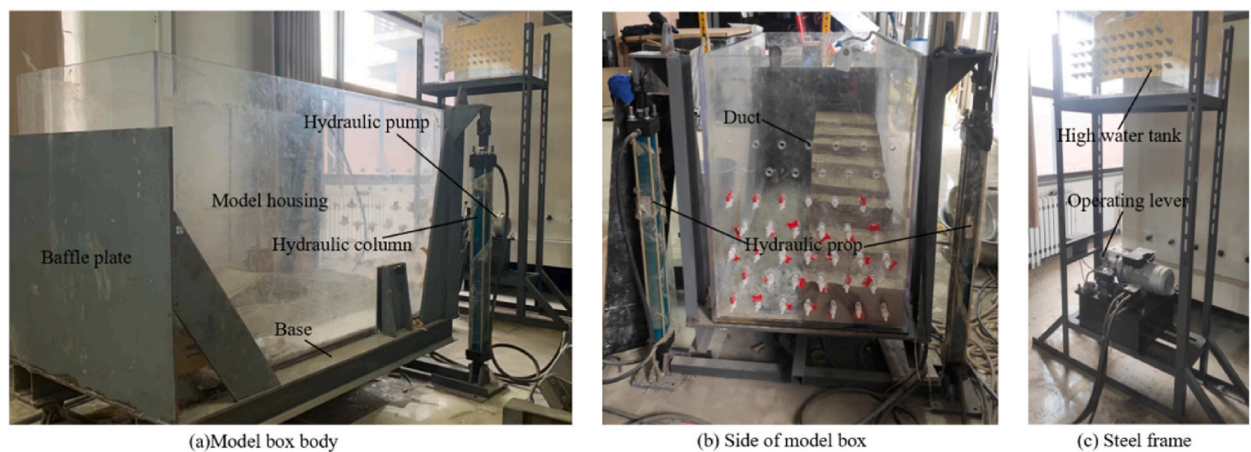 Hydraulic pump
Model housing
Hydraulic column
Baffle plate
Base
(a)Model box body
Duct
Hydraulic prop
(b) Side of model box
High water tank
Operating lever
(c) Steel frame